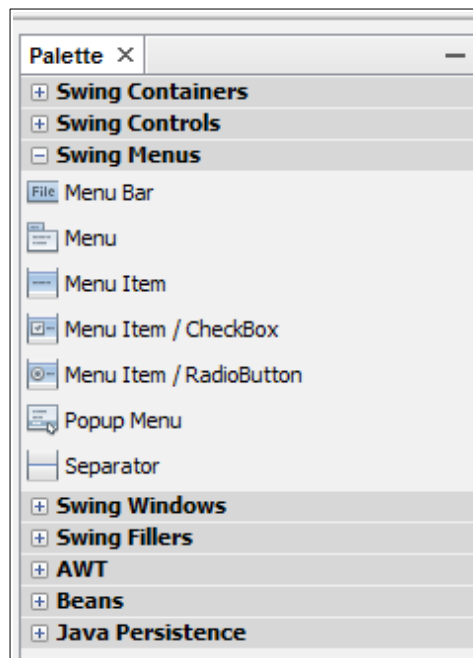 Palette
Swing Containers
Swing Controls
Swing Menus
File Menu Bar
Menu
Menu Item
Menu Item / CheckBox
Menu Item / RadioButton
Popup Menu
Separator
Swing Windows
Swing Fillers
AWT
Beans
Java Persistence